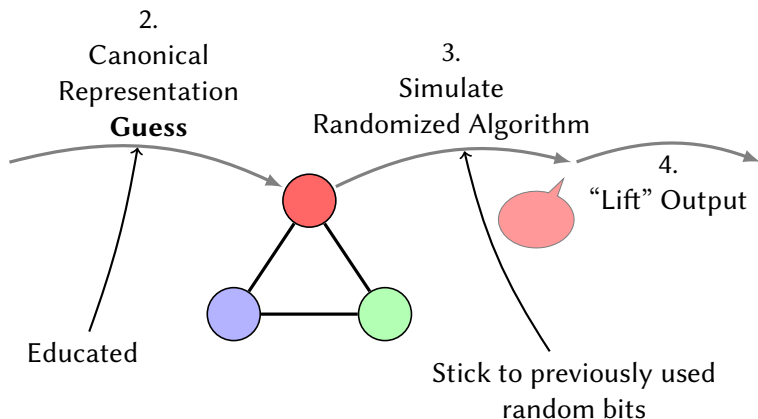 2.
Canonical
Representation
Guess
3.
Simulate
Randomized Algorithm
4.
“Lift” Output
Educated
Stick to previously used
random bits